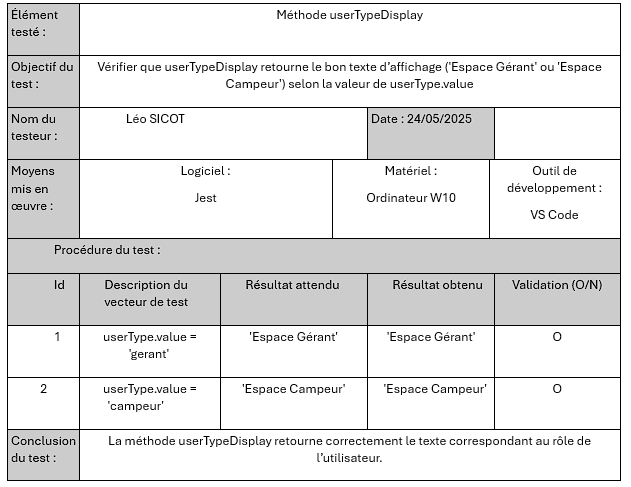 Élément
testé :
Méthode userTypeDisplay
Objectif du
test :
Vérifier que userTypeDisplay retourne le bon texte d'affichage ('Espace Gérant' ou 'Espace
Campeur') selon la valeur de userType.value
Nom du
testeur :
Léo SICOT
Date : 24/05/2025
Moyens
mis en
œuvre :
Logiciel :
Jest
Matériel :
Ordinateur W10
Outil de
développement :
VS Code
Procédure du test :
Id
Description du
vecteur de test
Résultat attendu
Résultat obtenu
Validation (O/N)
1
userType.value =
'gerant'
'Espace Gérant'
'Espace Gérant'
O
2
userType.value =
'campeur'
'Espace Campeur'
'Espace Campeur'
O
Conclusion
du test :
La méthode userTypeDisplay retourne correctement le texte correspondant au rôle de
l'utilisateur.